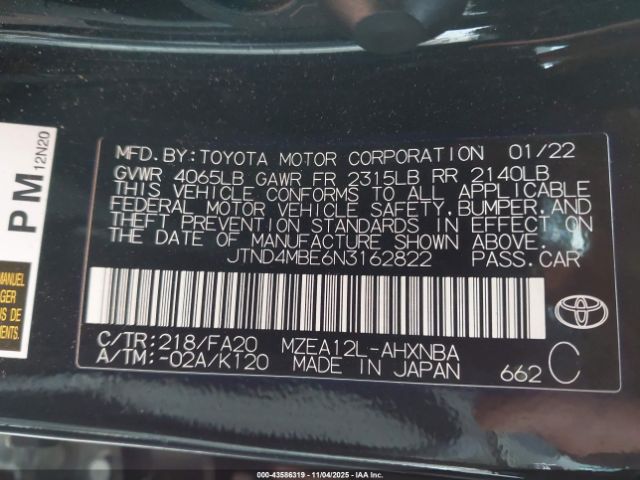 MFD.BY:TOYOTA MOTOR CORPORATION 01/22
GVWR 4065LB GAWR FR 2315LB RR 2140LB
THIS VEHICLE CONFORMS TO ALL APPLICABLE
FEDERAL MOTOR VEHICLE SAFETY,BUMPER,AND
THEFT PREVENTION STANDARDS IN EFFECT ON
THE DATE OF MANUFACTURE SHOWN ABOVE.
JTND4MBE6N3162822 PASS.CAR
C/TR:218/FA20 MZEA12L-AHXNBA
A/TM:-02A/K120 MADE IN JAPAN 662 C
PM
12N20
MANUEL
GER
US DE
MENTS.
000-43586319 - 11/04/2025 - IAA Corp.